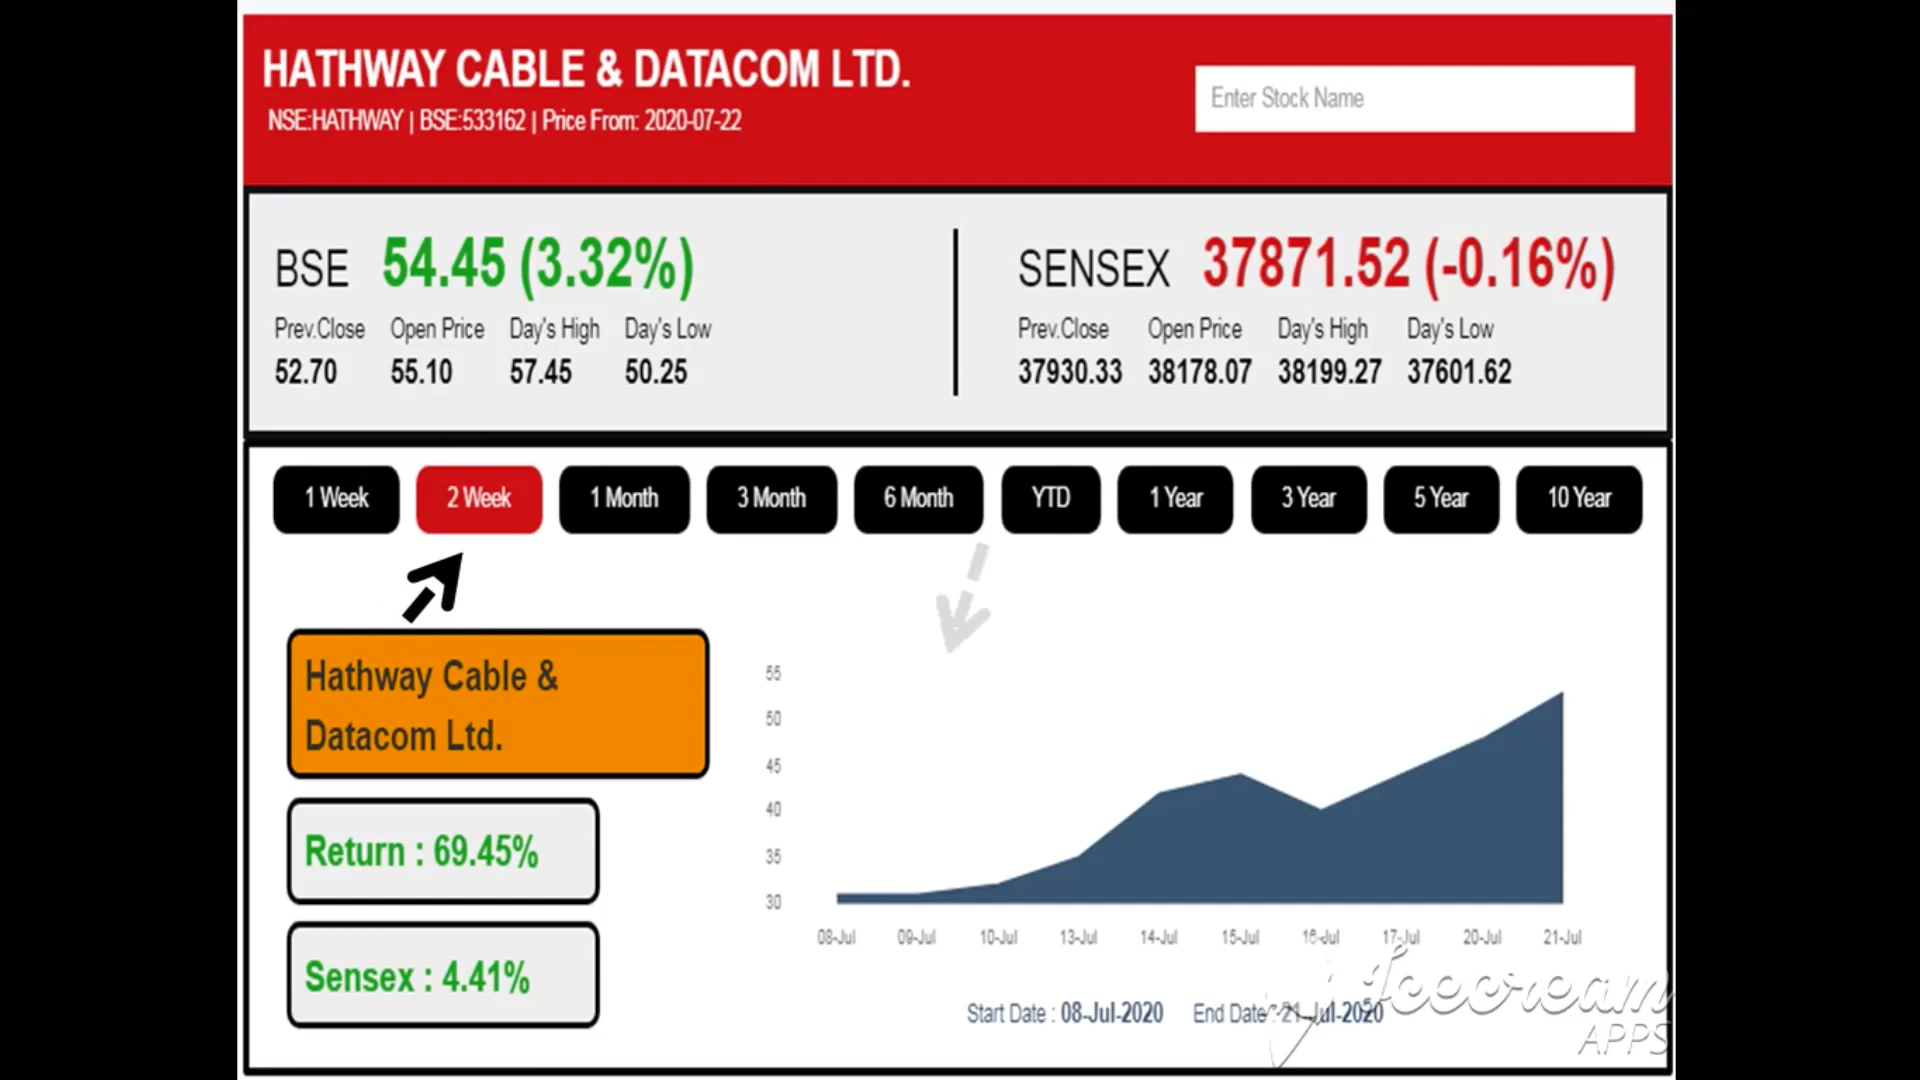 HATHWAY CABLE & DATACOM LTD.
NSE:HATHWAY | BSE:533162 | Price From: 2020-07-22
Enter Stock Name
BSE 54.45 (3.32%)
Prev.Close Open Price Day's High Day's Low
52.70 55.10 57.45 50.25
SENSEX 37871.52 (-0.16%)
Prev.Close Open Price Day's High Day's Low
37930.33 38178.07 38199.27 37601.62
1 Week 2 Week 1 Month 3 Month 6 Month YTD 1 Year 3 Year 5 Year 10 Year
Hathway Cable &
Datacom Ltd.
Return : 69.45%
Sensex : 4.41%
55
50
45
40
35
30
08-Jul 09-Jul 10-Jul 13-Jul 14-Jul 15-Jul 16-Jul 17-Jul 20-Jul 21-Jul
Start Date : 08-Jul-2020 End Date : 21-Jul-2020
Icecream
APPS